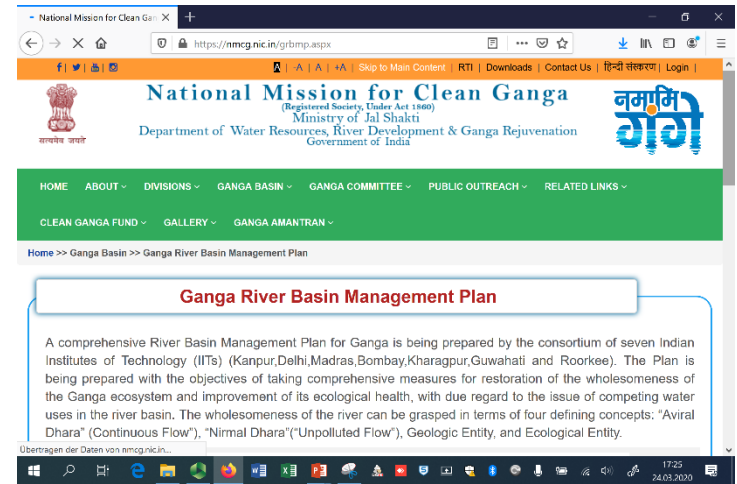 National Mission for Clean Gan
https://nmcg.nic.in/grbmp.aspx
A | -A | A | +A | Skip to Main Content | RTI | Downloads | Contact Us | हिन्दी संस्करण | Login |
सत्यमेव जयते
National Mission for Clean Ganga
(Registered Society, Under Act 1860)
Ministry of Jal Shakti
Department of Water Resources, River Development & Ganga Rejuvenation
Government of India
नमामि
गंगे
HOME ABOUT DIVISIONS GANGA BASIN GANGA COMMITTEE PUBLIC OUTREACH RELATED LINKS
CLEAN GANGA FUND GALLERY GANGA AMANTRAN
Home >> Ganga Basin >> Ganga River Basin Management Plan
Ganga River Basin Management Plan
A comprehensive River Basin Management Plan for Ganga is being prepared by the consortium of seven Indian
Institutes of Technology (IITs) (Kanpur,Delhi,Madras,Bombay,Kharagpur,Guwahati and Roorkee). The Plan is
being prepared with the objectives of taking comprehensive measures for restoration of the wholesomeness of
the Ganga ecosystem and improvement of its ecological health, with due regard to the issue of competing water
uses in the river basin. The wholesomeness of the river can be grasped in terms of four defining concepts: “Aviral
Dhara” (Continuous Flow”), “Nirmal Dhara”(“Unpolluted Flow”), Geologic Entity, and Ecological Entity.
Übertragen der Daten von nmcg.nic.in...
17:25
24.03.2020